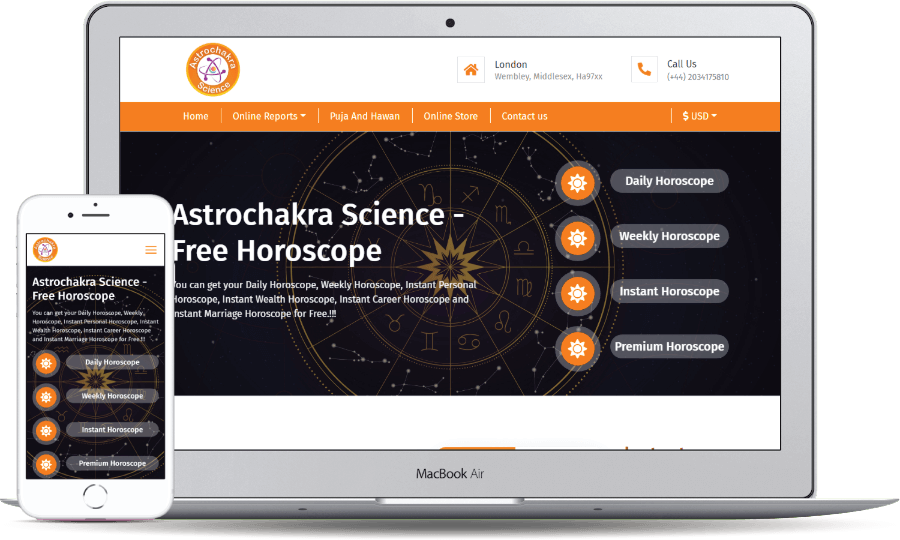 Astrochakra
Science
London
Wembley, Middlesex, Ha97xx
Call Us
(+44) 2034175810
Home
Online Reports
Puja And Hawan
Online Store
Contact us
$ USD
Astrochakra Science -
Free Horoscope
You can get your Daily Horoscope, Weekly Horoscope, Instant Personal
Horoscope, Instant Wealth Horoscope, Instant Career Horoscope and
Instant Marriage Horoscope for Free.!!!
Daily Horoscope
Weekly Horoscope
Instant Horoscope
Premium Horoscope
MacBook Air
Astrochakra Science -
Free Horoscope
You can get your Daily Horoscope, Weekly
Horoscope, Instant Personal Horoscope, Instant
Wealth Horoscope, Instant Career Horoscope
and Instant Marriage Horoscope for Free.!!!
Daily Horoscope
Weekly Horoscope
Instant Horoscope
Premium Horoscope